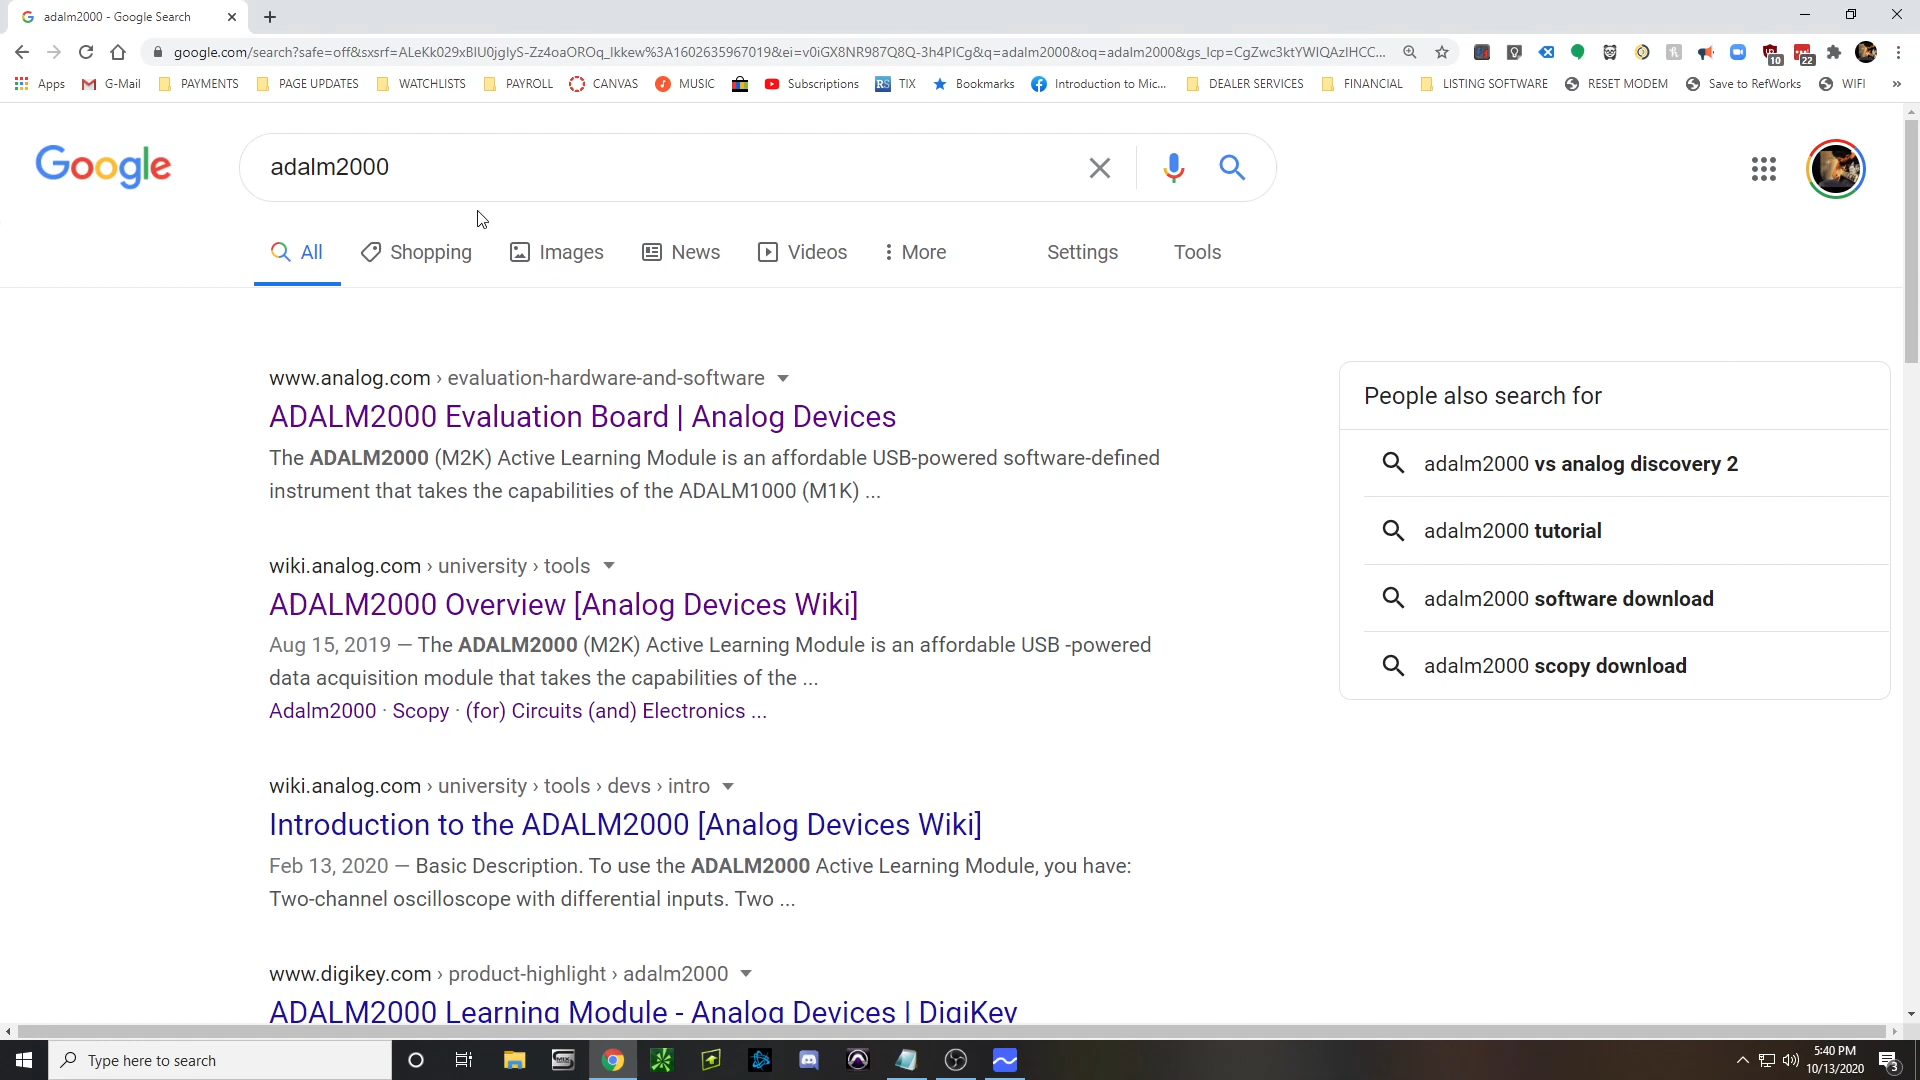 adalm2000 - Google Search
google.com/search?safe=off&sxsrf=ALeKk029xBIU0jgIyS-Zz4oaOROq_Ikkew%3A1602635967019&ei=v0iGX8NR987Q8Q-3h4PICg&q=adalm2000&oq=adalm2000&gs_lcp=CgZwc3ktYWIQAzIHCC...
10
22
Apps
G-Mail
PAYMENTS
PAGE UPDATES
WATCHLISTS
PAYROLL
CANVAS
MUSIC
Subscriptions
RS TIX
Bookmarks
Introduction to Mic...
DEALER SERVICES
FINANCIAL
LISTING SOFTWARE
RESET MODEM
Save to RefWorks
WIFI
»
Google
adalm2000
All
Shopping
Images
News
Videos
More
Settings
Tools
www.analog.com › evaluation-hardware-and-software
ADALM2000 Evaluation Board | Analog Devices
The ADALM2000 (M2K) Active Learning Module is an affordable USB-powered software-defined
instrument that takes the capabilities of the ADALM1000 (M1K) ...
wiki.analog.com › university › tools
ADALM2000 Overview [Analog Devices Wiki]
Aug 15, 2019 — The ADALM2000 (M2K) Active Learning Module is an affordable USB -powered
data acquisition module that takes the capabilities of the ...
Adalm2000 · Scopy · (for) Circuits (and) Electronics ...
wiki.analog.com › university › tools › devs › intro
Introduction to the ADALM2000 [Analog Devices Wiki]
Feb 13, 2020 — Basic Description. To use the ADALM2000 Active Learning Module, you have:
Two-channel oscilloscope with differential inputs. Two ...
www.digikey.com › product-highlight › adalm2000
ADALM2000 Learning Module - Analog Devices | DigiKey
People also search for
adalm2000 vs analog discovery 2
adalm2000 tutorial
adalm2000 software download
adalm2000 scopy download
Type here to search
5:40 PM
10/13/2020
3